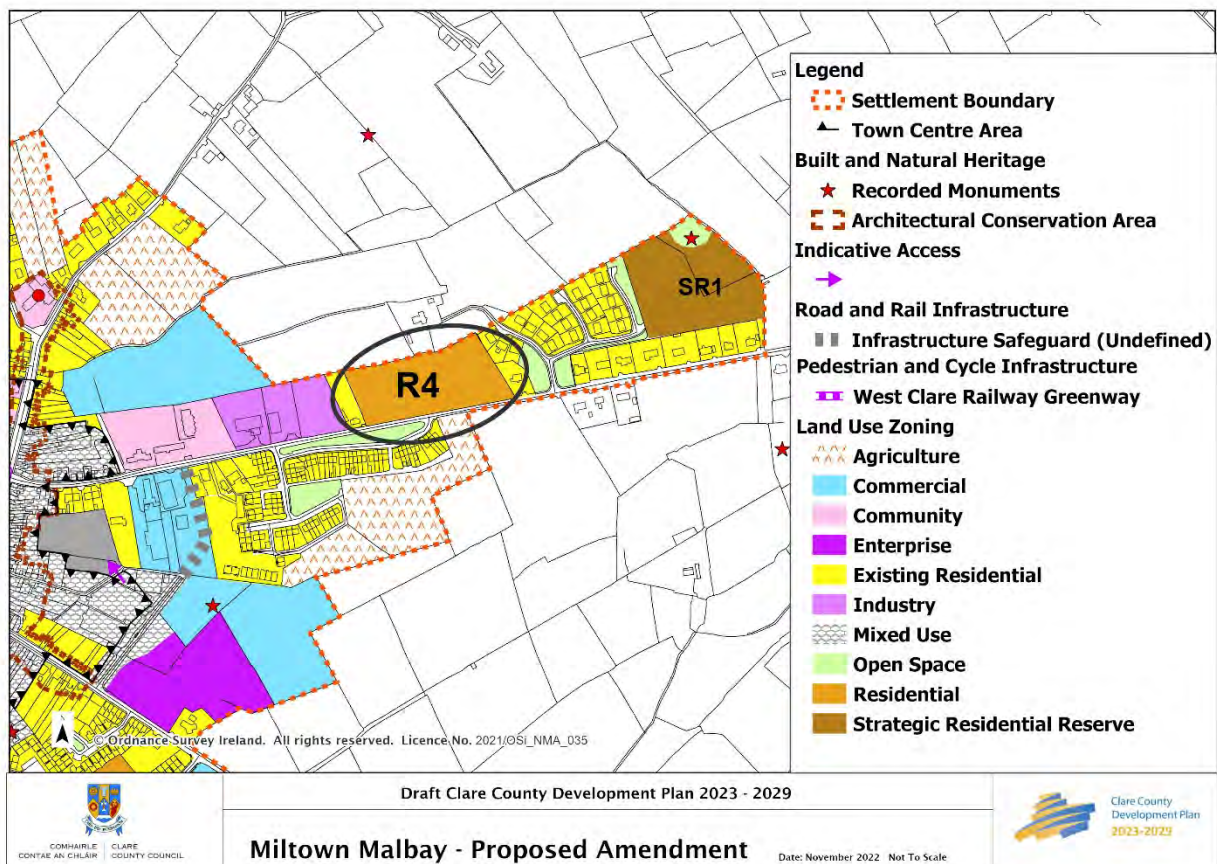 Legend
Settlement Boundary
Town Centre Area
Built and Natural Heritage
Recorded Monuments
Architectural Conservation Area
Indicative Access
Road and Rail Infrastructure
Infrastructure Safeguard (Undefined)
Pedestrian and Cycle Infrastructure
West Clare Railway Greenway
Land Use Zoning
Agriculture
Commercial
Community
Enterprise
Existing Residential
Industry
Mixed Use
Open Space
Residential
Strategic Residential Reserve
SR1
R4
© Ordnance Survey Ireland. All rights reserved. Licence No. 2021/OSi_NMA_035
COMHAIRLE CLARE
CONTAE AN CHLÁIR COUNTY COUNCIL
Draft Clare County Development Plan 2023 - 2029
Miltown Malbay - Proposed Amendment
Date: November 2022 Not To Scale
Clare County
Development Plan
2023-2029